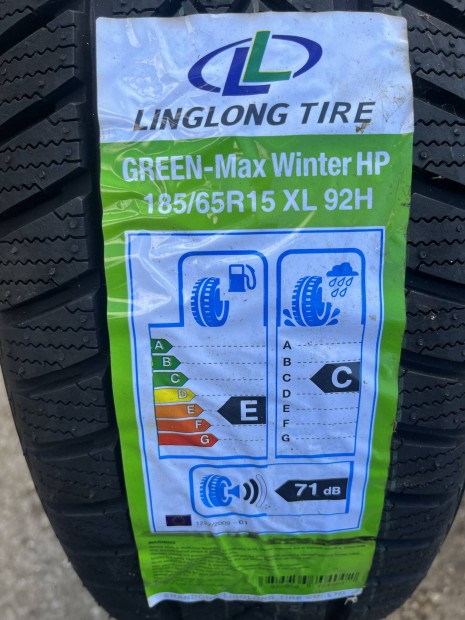 LINGLONG TIRE
GREEN-Max Winter HP
185/65R15 XL 92H
A
B
C
D
E
F
G
E
A
B
C
D
E
F
G
C
71 dB